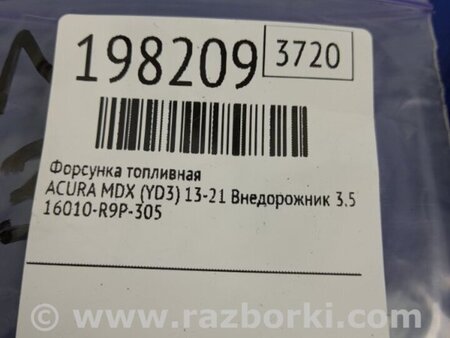 198209 3720
Форсунка топливная
ACURA MDX (YD3) 13-21 Внедорожник 3.5
16010-R9P-305
www.razborki.com